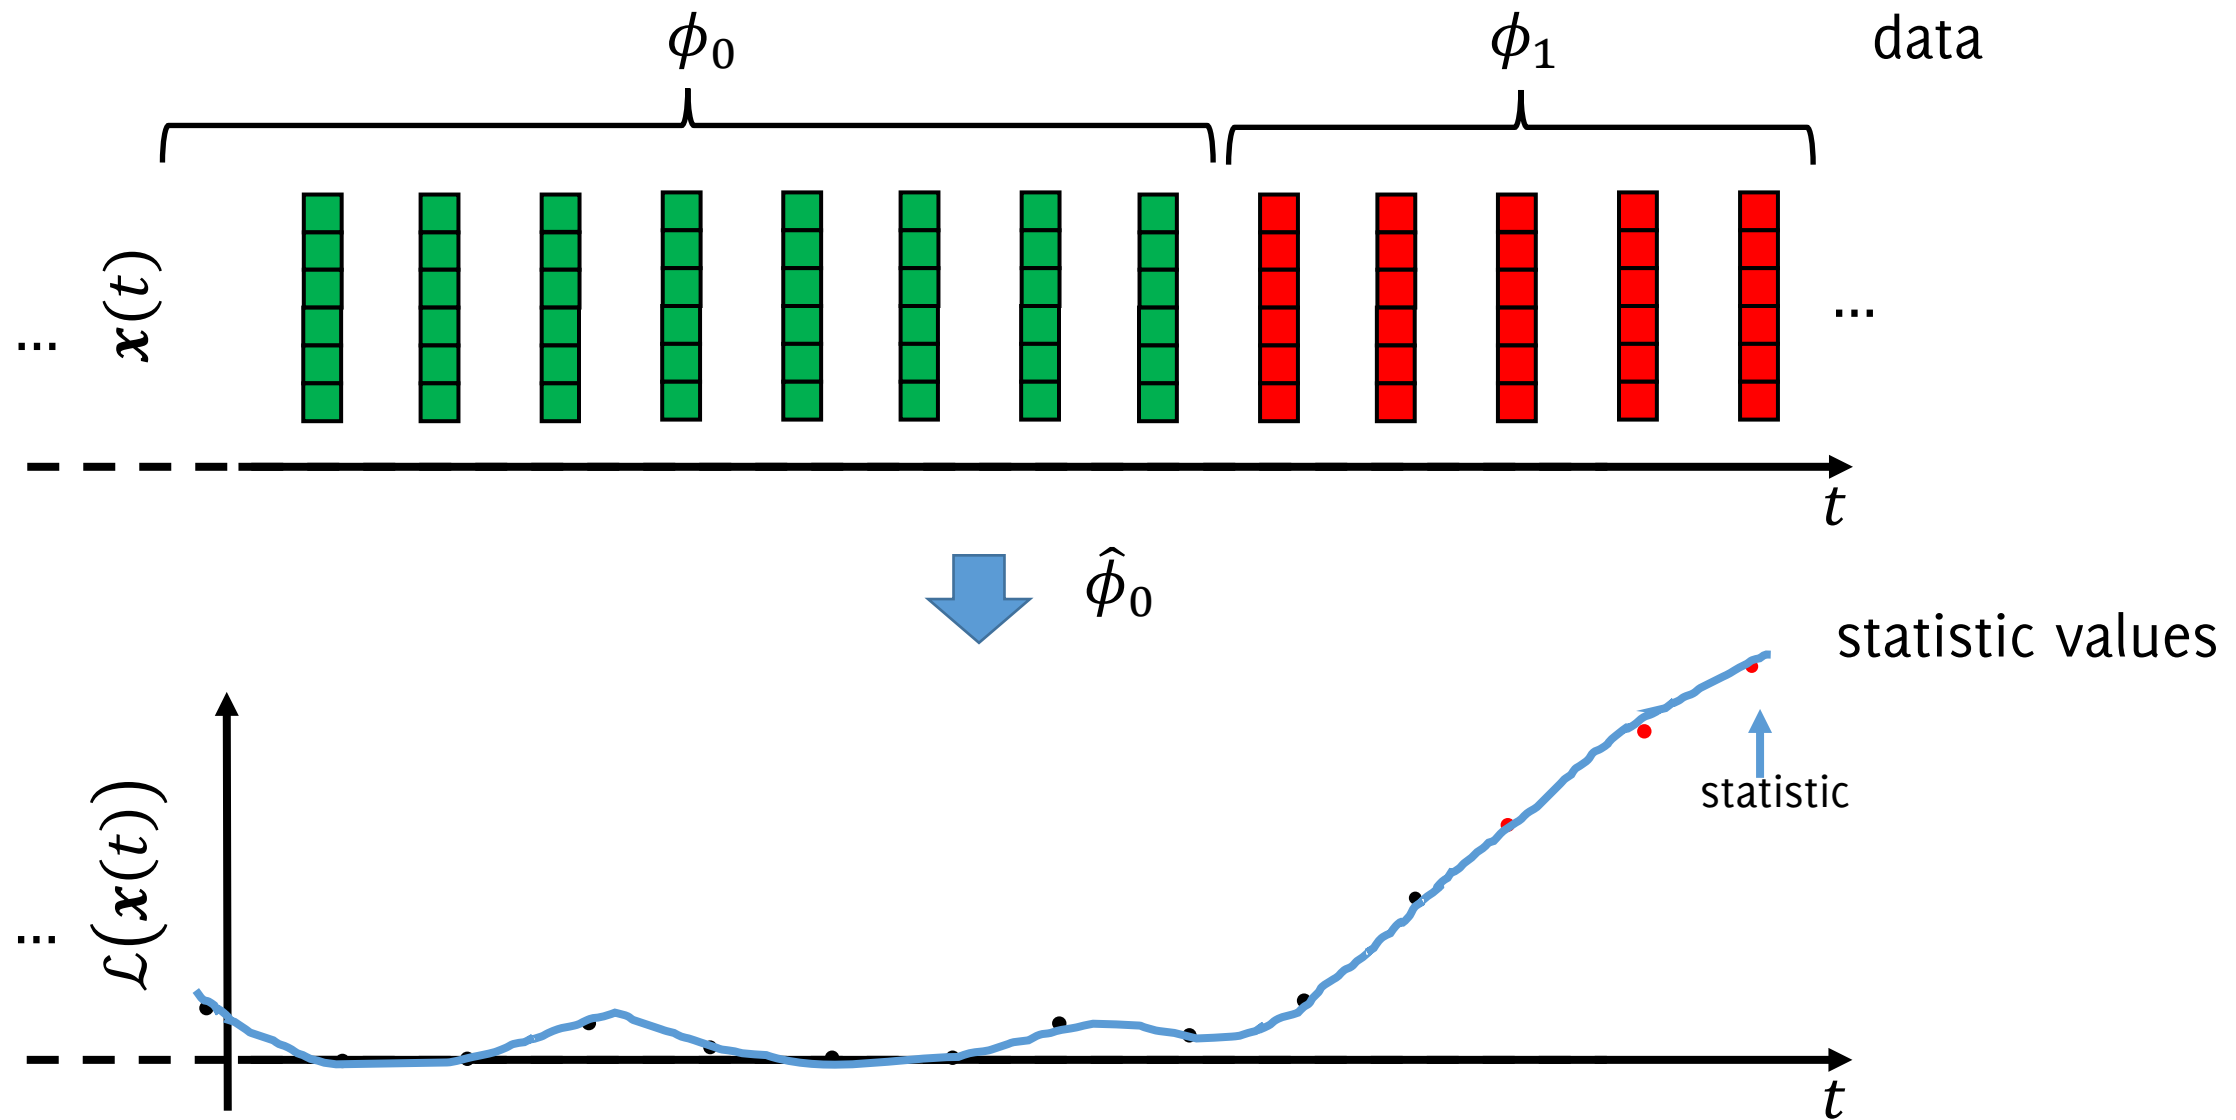 ϕ₀
ϕ₁
data
...
𝒙(t)
...
t
ϕ̂₀
statistic values
statistic
...
ℒ(𝒙(t))
t